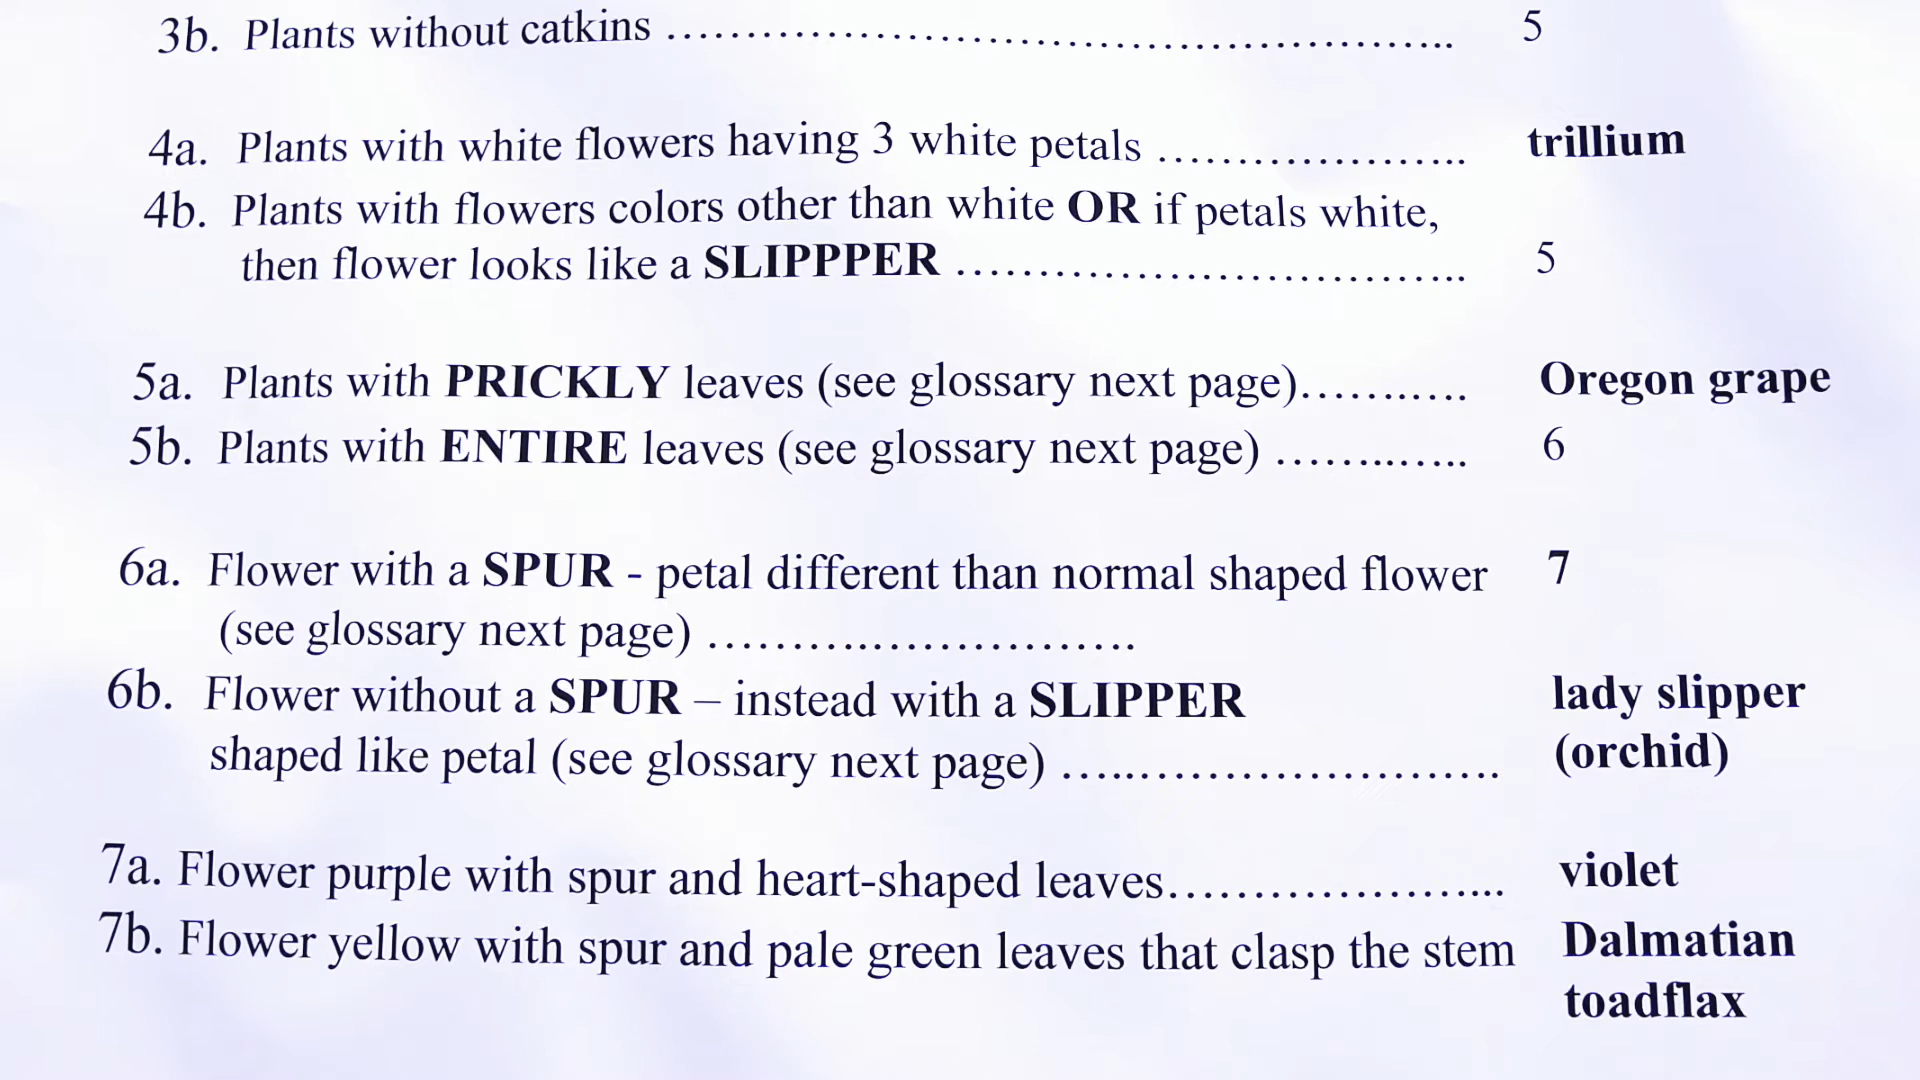 3b. Plants without catkins ……………………………………………………………….. 5
4a. Plants with white flowers having 3 white petals ……………….. trillium
4b. Plants with flowers colors other than white OR if petals white,
then flower looks like a SLIPPPER ………………………….. 5
5a. Plants with PRICKLY leaves (see glossary next page)……..…. Oregon grape
5b. Plants with ENTIRE leaves (see glossary next page) ……..….. 6
6a. Flower with a SPUR - petal different than normal shaped flower 7
(see glossary next page) ……….…………….
6b. Flower without a SPUR – instead with a SLIPPER lady slipper
shaped like petal (see glossary next page) …..………………….. (orchid)
7a. Flower purple with spur and heart-shaped leaves………………... violet
7b. Flower yellow with spur and pale green leaves that clasp the stem Dalmatian
toadflax